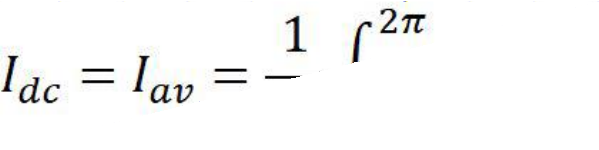 I_dc = I_av = 1 ∫ 2π